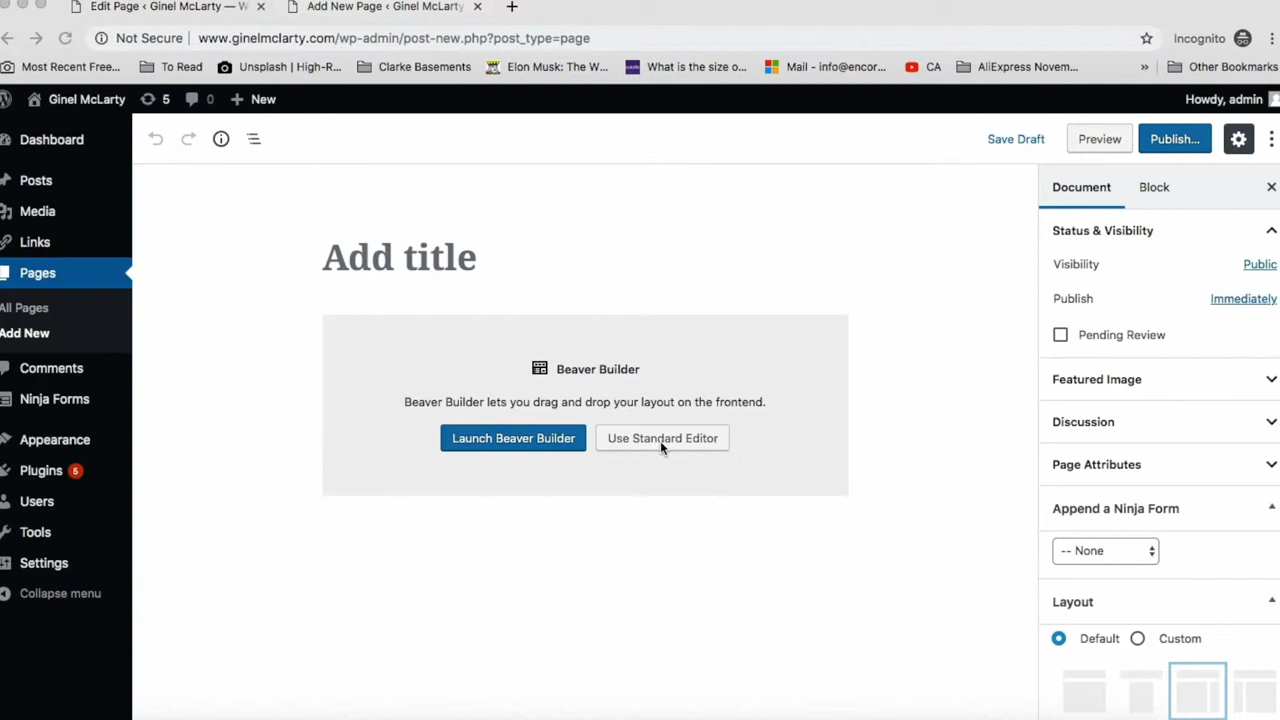 Edit Page ‹ Ginel McLarty — W
Add New Page ‹ Ginel McLarty
Not Secure
www.ginelmclarty.com/wp-admin/post-new.php?post_type=page
Incognito
Most Recent Free...
To Read
Unsplash | High-R...
Clarke Basements
Elon Musk: The W...
What is the size o...
Mail - info@encor...
CA
AliExpress Novem...
»
Other Bookmarks
Ginel McLarty
5
0
New
Howdy, admin
Dashboard
Posts
Media
Links
Pages
All Pages
Add New
Comments
Ninja Forms
Appearance
Plugins 5
Users
Tools
Settings
Collapse menu
Save Draft
Preview
Publish...
Add title
Beaver Builder
Beaver Builder lets you drag and drop your layout on the frontend.
Launch Beaver Builder
Use Standard Editor
Document
Block
Status & Visibility
Visibility
Public
Publish
Immediately
Pending Review
Featured Image
Discussion
Page Attributes
Append a Ninja Form
-- None
Layout
Default
Custom